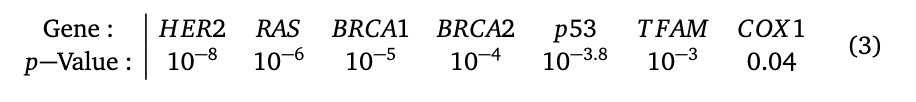 Gene : | HER2 RAS BRCA1 BRCA2 p53 TFAM COX1
p−Value : | 10⁻⁸ 10⁻⁶ 10⁻⁵ 10⁻⁴ 10⁻³·⁸ 10⁻³ 0.04 (3)